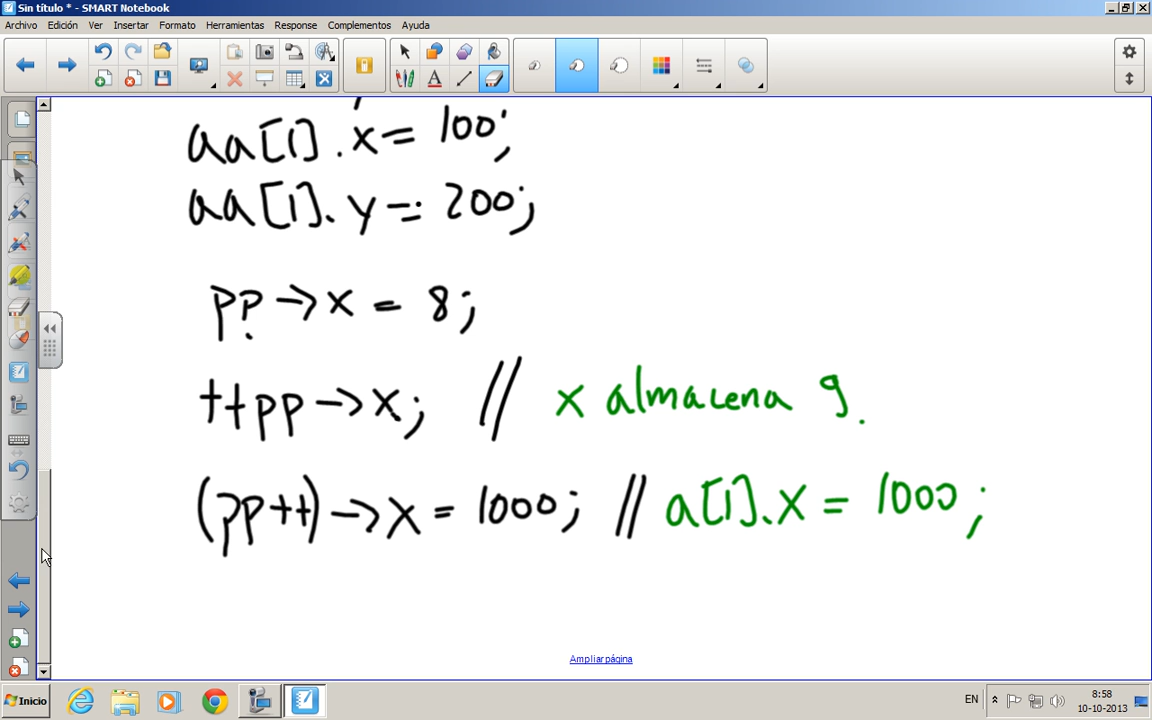 Sin título * - SMART Notebook
Archivo Edición Ver Insertar Formato Herramientas Response Complementos Ayuda
aa[1].x = 100;
aa[1].y = 200;
pp->x = 8;
++pp->x; // x almacena 9.
(pp++)->x = 1000; // a[1].x = 1000;
Ampliar página
Inicio
EN
8:58
10-10-2013